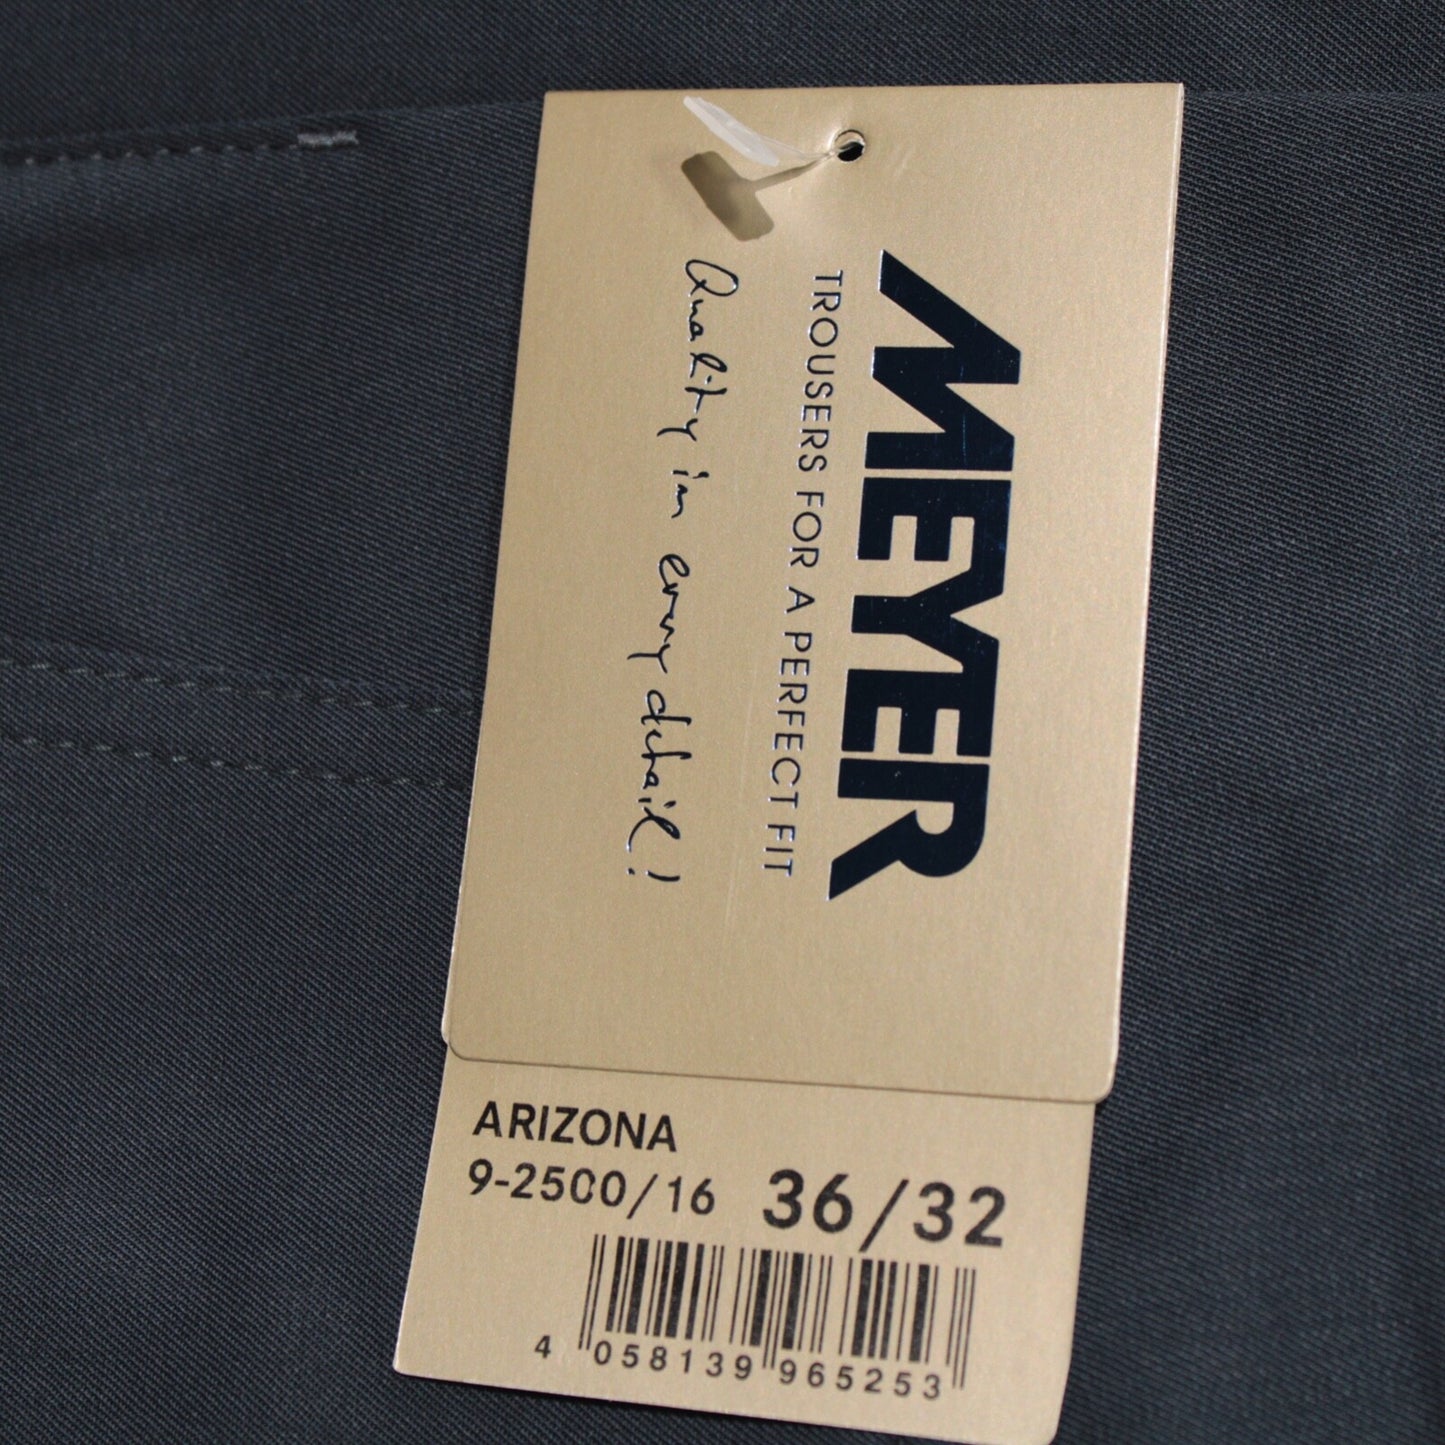 MEYER
TROUSERS FOR A PERFECT FIT
Quality in every detail!
ARIZONA
9-2500/16 36/32
4 058139 965253